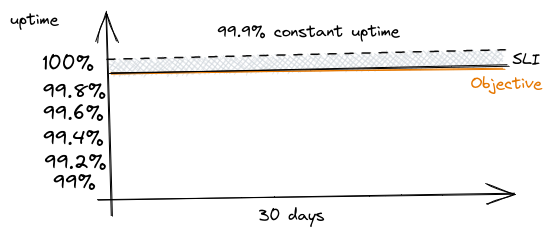 uptime
99.9% constant uptime
100%
SLI
Objective
99.8%
99.6%
99.4%
99.2%
99%
30 days